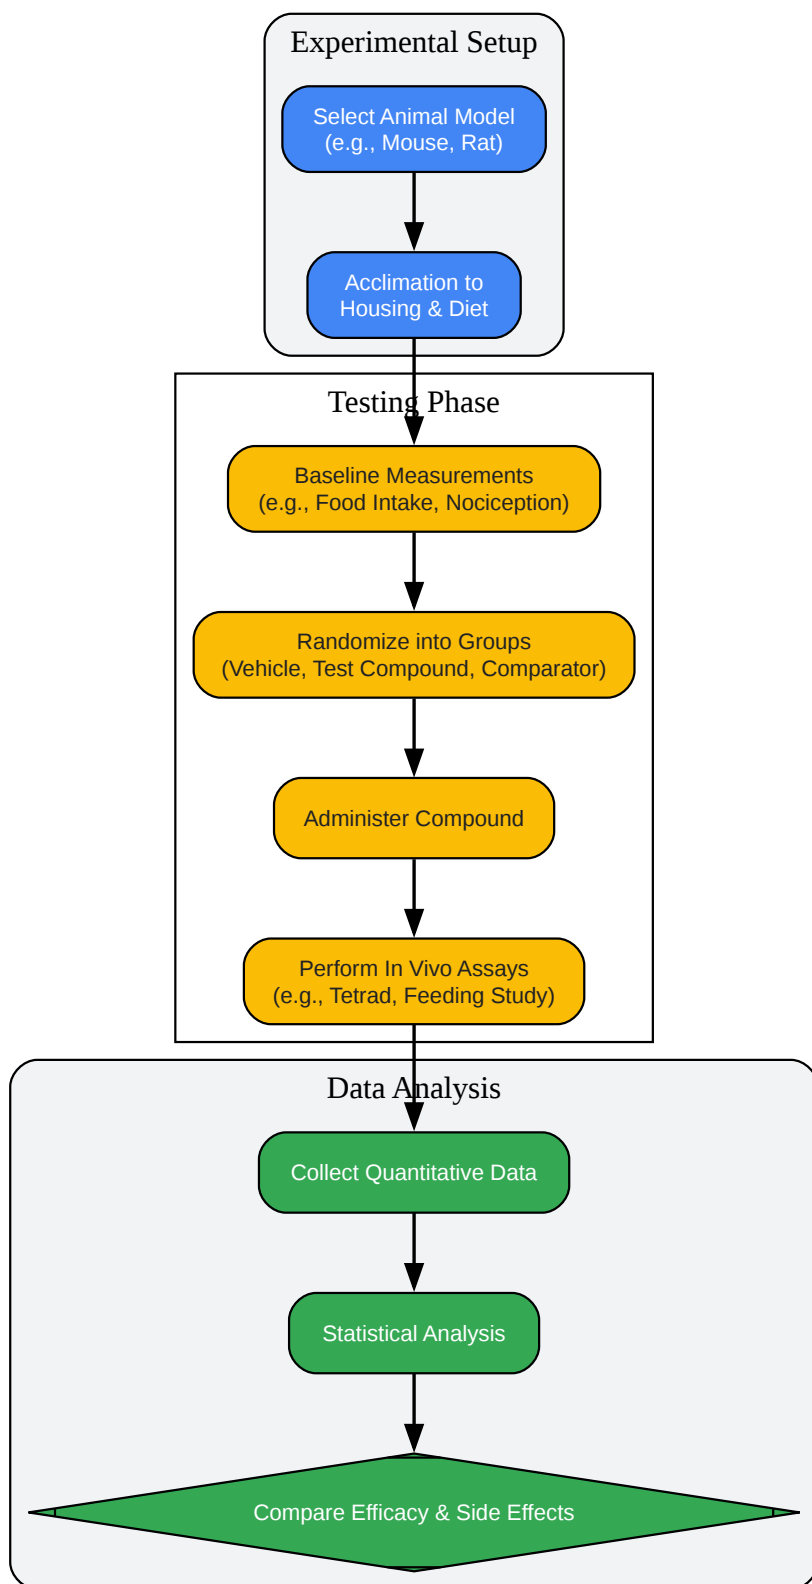 Experimental Setup
Select Animal Model
(e.g., Mouse, Rat)
Acclimation to
Housing & Diet
Testing Phase
Baseline Measurements
(e.g., Food Intake, Nociception)
Randomize into Groups
(Vehicle, Test Compound, Comparator)
Administer Compound
Perform In Vivo Assays
(e.g., Tetrad, Feeding Study)
Data Analysis
Collect Quantitative Data
Statistical Analysis
Compare Efficacy & Side Effects